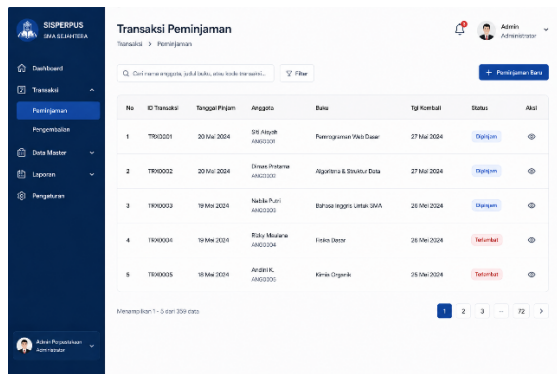 SISPERPUS
SMA SEJAHTERA
Dashboard
Transaksi
Peminjaman
Pengembalian
Data Master
Laporan
Pengaturan
Admin Perpustakaan
Administrator
Transaksi Peminjaman
Transaksi > Peminjaman
Admin
Administrator
Cari nama anggota, judul buku, atau kode transaksi...
Filter
+ Peminjaman Baru
No ID Transaksi Tanggal Pinjam Anggota Buku Tgl Kembali Status Aksi
1 TRX0001 20 Mei 2024 Siti Aisyah Pemrograman Web Dasar 27 Mei 2024 Dipinjam
ANG0001
2 TRX0002 20 Mei 2024 Dimas Pratama Algoritma & Struktur Data 27 Mei 2024 Dipinjam
3 TRX0003 19 Mei 2024 Nabila Putri Bahasa Inggris untuk SMA 26 Mei 2024 Dipinjam
4 TRX0004 19 Mei 2024 Rizky Maulana Fisika Dasar 26 Mei 2024 Terlambat
ANG0004
5 TRX0005 18 Mei 2024 Andini K. Kimia Organik 25 Mei 2024 Terlambat
Menampilkan 1 - 5 dari 359 data
1 2 3 ... 72 >